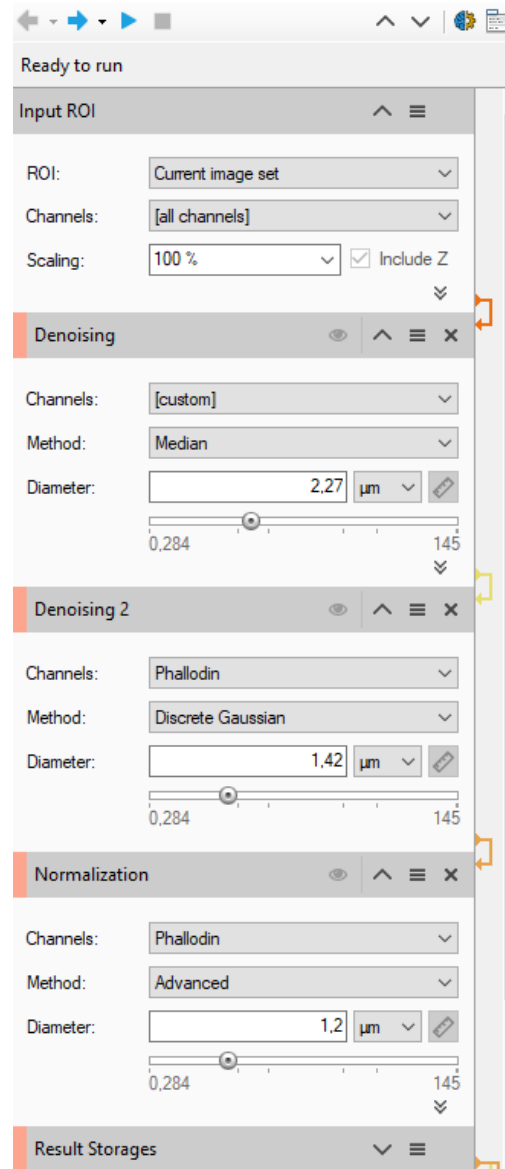 Ready to run
Input ROI
ROI: Current image set
Channels: [all channels]
Scaling: 100 % Include Z
Denoising
Channels: [custom]
Method: Median
Diameter: 2,27 µm
0,284 145
Denoising 2
Channels: Phallodin
Method: Discrete Gaussian
Diameter: 1,42 µm
0,284 145
Normalization
Channels: Phallodin
Method: Advanced
Diameter: 1,2 µm
0,284 145
Result Storages